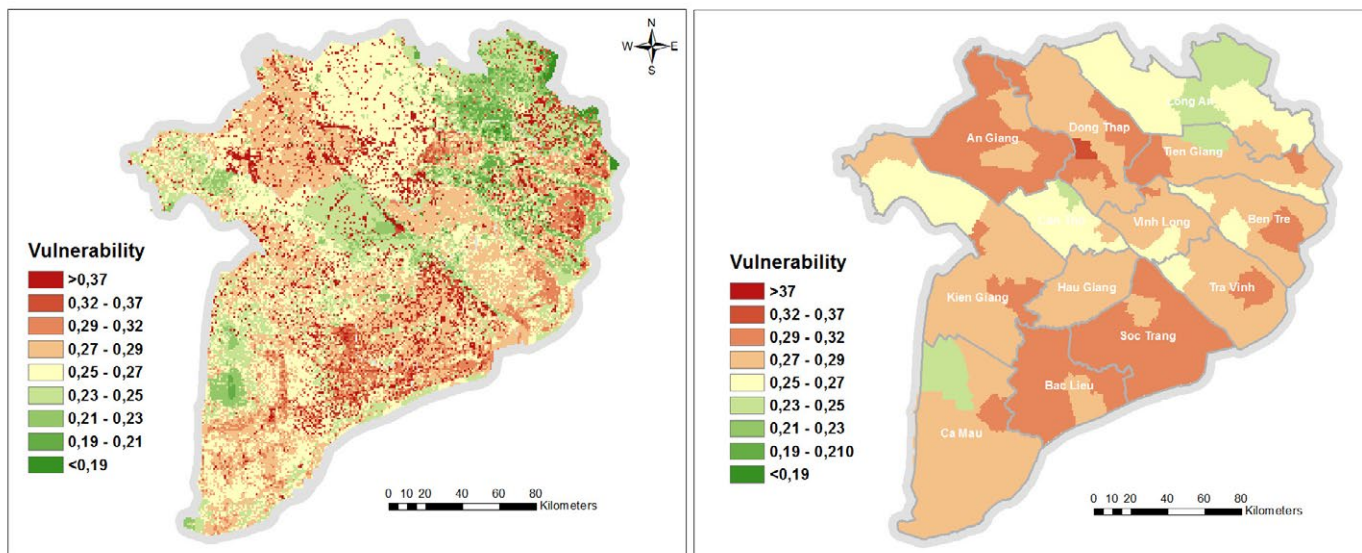 N
W E
S
Vulnerability
>0,37
0,32 - 0,37
0,29 - 0,32
0,27 - 0,29
0,25 - 0,27
0,23 - 0,25
0,21 - 0,23
0,19 - 0,21
<0,19
0 10 20 40 60 80
Kilometers
Long An
An Giang
Dong Thap
Tien Giang
Vinh Long
Ben Tre
Kien Giang
Hau Giang
Tra Vinh
Soc Trang
Bac Lieu
Ca Mau
Vulnerability
>37
0,32 - 0,37
0,29 - 0,32
0,27 - 0,29
0,25 - 0,27
0,23 - 0,25
0,21 - 0,23
0,19 - 0,210
<0,19
0 10 20 40 60 80
Kilometers